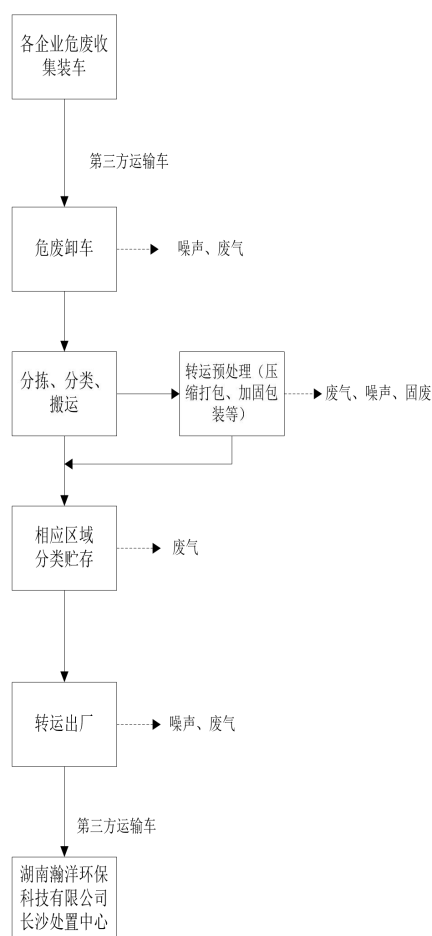 各企业危废收
集装车
第三方运输车
危废卸车
噪声、废气
分拣、分类、
搬运
转运预处理（压
缩打包、加固包
装等）
废气、噪声、固废
相应区域
分类贮存
废气
转运出厂
噪声、废气
第三方运输车
湖南瀚洋环保
科技有限公司
长沙处置中心